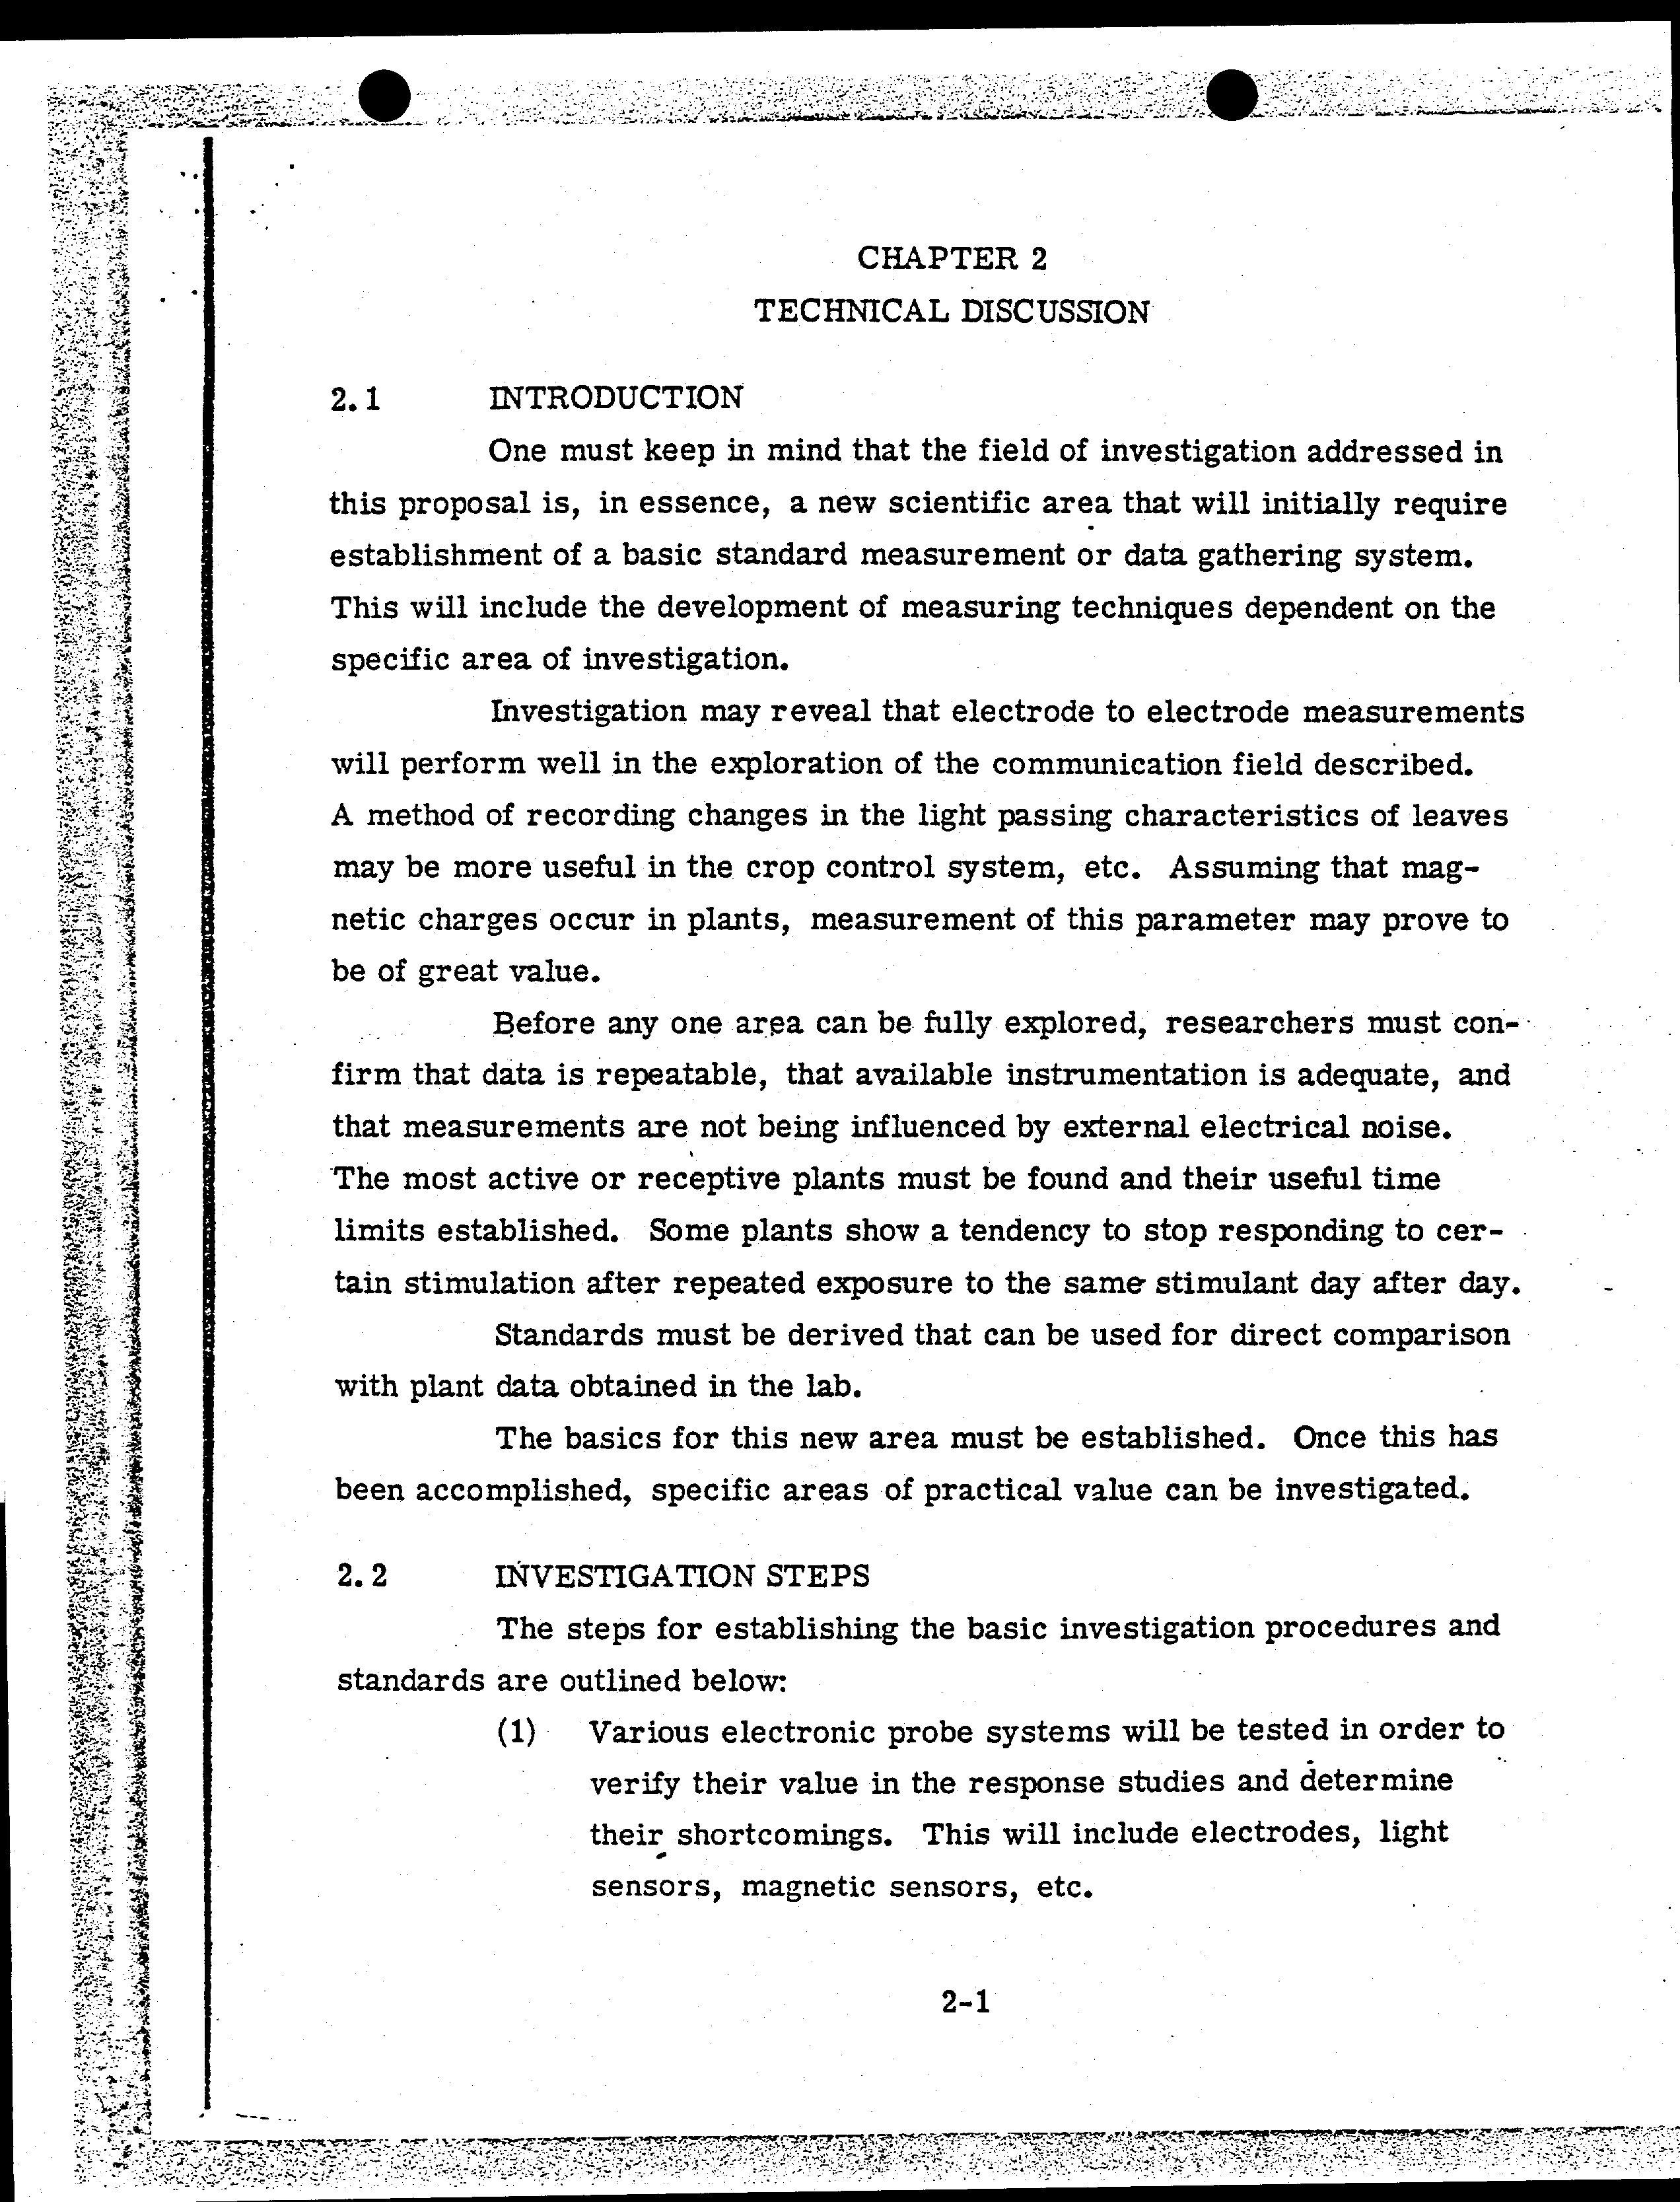 CHAPTER 2
TECHNICAL DISCUSSION
2.1 INTRODUCTION
One must keep in mind that the field of investigation addressed in
this proposal is, in essence, a new scientific area that will initially require
establishment of a basic standard measurement or data gathering system.
This will include the development of measuring techniques dependent on the
specific area of investigation.
Investigation may reveal that electrode to electrode measurements
will perform well in the exploration of the communication field described.
A method of recording changes in the light passing characteristics of leaves
may be more useful in the crop control system, etc. Assuming that mag-
netic charges occur in plants, measurement of this parameter may prove to
be of great value.
Before any one area can be fully explored, researchers must con-
firm that data is repeatable, that available instrumentation is adequate, and
that measurements are not being influenced by external electrical noise.
The most active or receptive plants must be found and their useful time
limits established. Some plants show a tendency to stop responding to cer-
tain stimulation after repeated exposure to the same stimulant day after day.
Standards must be derived that can be used for direct comparison
with plant data obtained in the lab.
The basics for this new area must be established. Once this has
been accomplished, specific areas of practical value can be investigated.
2.2 INVESTIGATION STEPS
The steps for establishing the basic investigation procedures and
standards are outlined below:
(1) Various electronic probe systems will be tested in order to
verify their value in the response studies and determine
their shortcomings. This will include electrodes, light
sensors, magnetic sensors, etc.
2-1